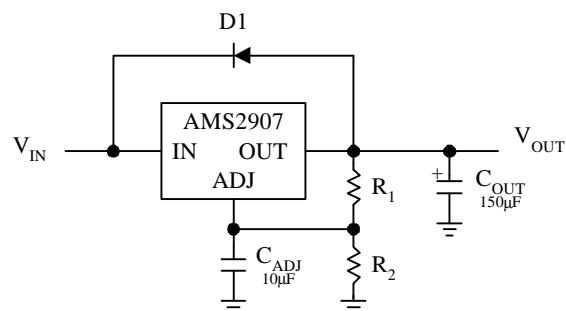 D1
AMS2907
V_IN
IN OUT
V_OUT
ADJ
R_1
+
C_OUT
150µF
C_ADJ
10µF
R_2